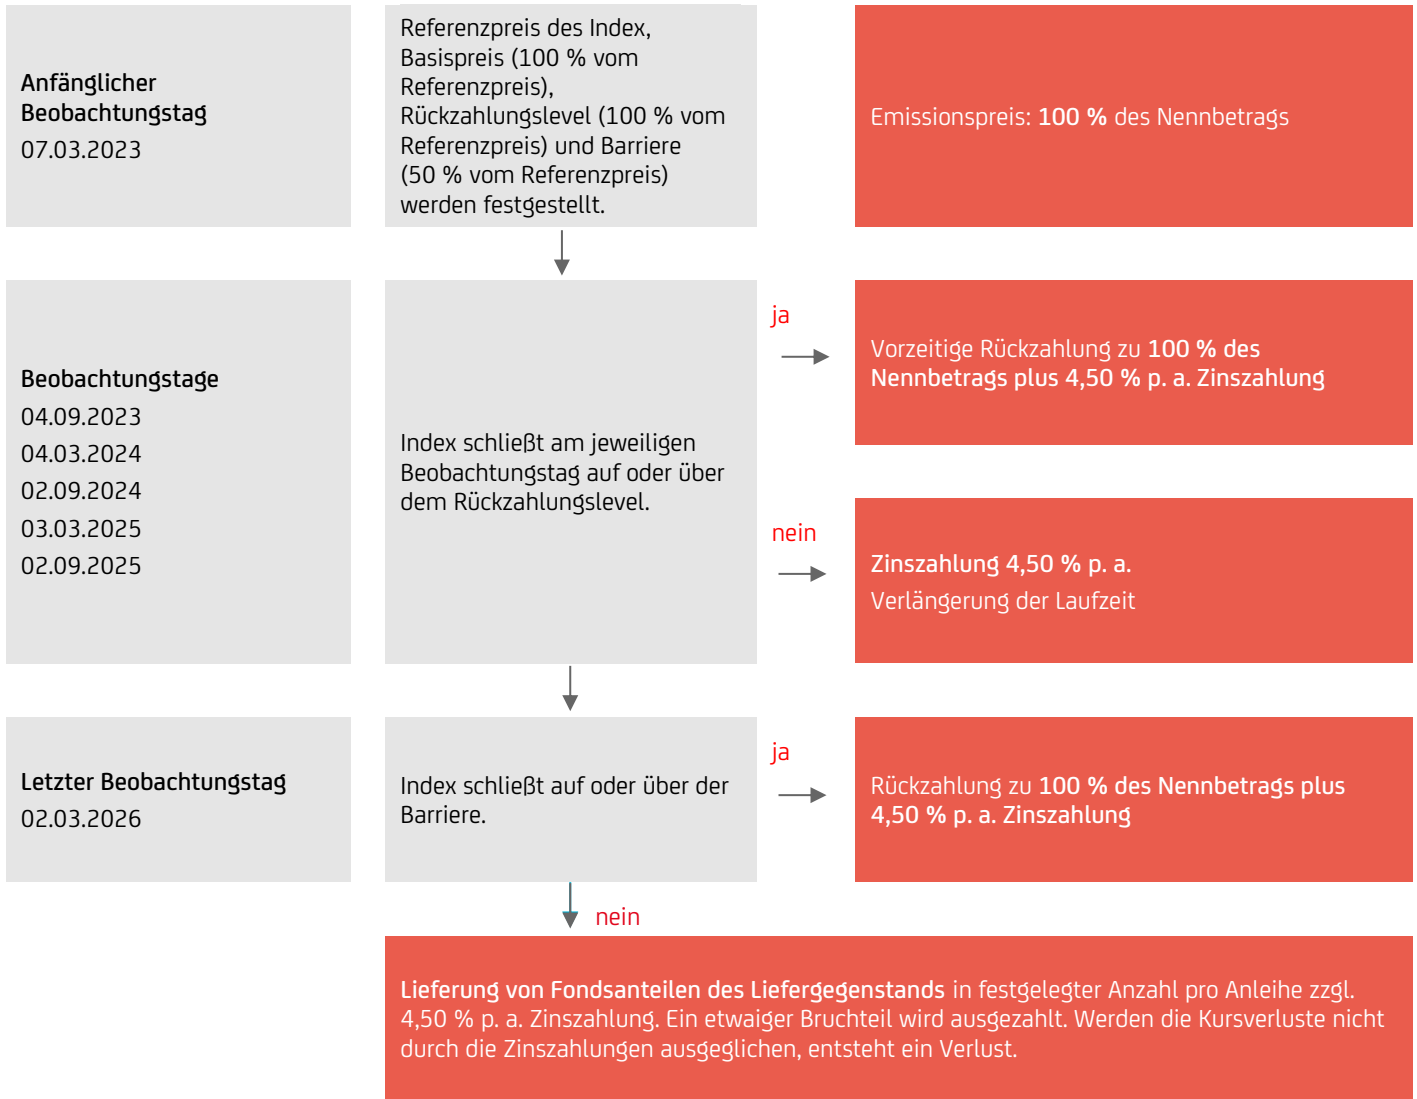 Anfänglicher
Beobachtungstag
07.03.2023
Referenzpreis des Index,
Basispreis (100 % vom
Referenzpreis),
Rückzahlungslevel (100 % vom
Referenzpreis) und Barriere
(50 % vom Referenzpreis)
werden festgestellt.
Emissionspreis: 100 % des Nennbetrags
Beobachtungstage
04.09.2023
04.03.2024
02.09.2024
03.03.2025
02.09.2025
Index schließt am jeweiligen
Beobachtungstag auf oder über
dem Rückzahlungslevel.
ja
Vorzeitige Rückzahlung zu 100 % des
Nennbetrags plus 4,50 % p. a. Zinszahlung
nein
Zinszahlung 4,50 % p. a.
Verlängerung der Laufzeit
Letzter Beobachtungstag
02.03.2026
Index schließt auf oder über der
Barriere.
ja
Rückzahlung zu 100 % des Nennbetrags plus
4,50 % p. a. Zinszahlung
nein
Lieferung von Fondsanteilen des Liefergegenstands in festgelegter Anzahl pro Anleihe zzgl.
4,50 % p. a. Zinszahlung. Ein etwaiger Bruchteil wird ausgezahlt. Werden die Kursverluste nicht
durch die Zinszahlungen ausgeglichen, entsteht ein Verlust.